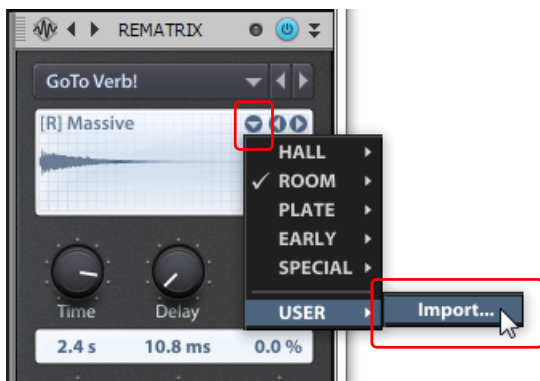 REMATRIX
GoTo Verb!
[R] Massive
HALL
ROOM
PLATE
EARLY
SPECIAL
USER
Import...
Time
Delay
2.4 s
10.8 ms
0.0 %